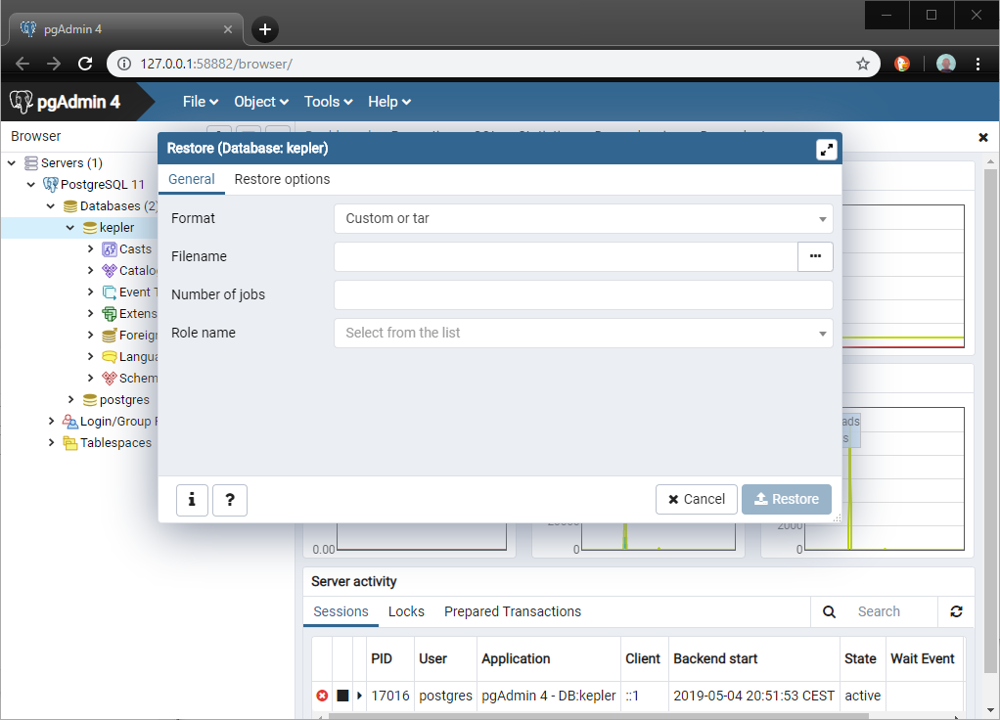 pgAdmin 4
127.0.0.1:58882/browser/
pgAdmin 4 File Object Tools Help
Browser
Servers (1)
PostgreSQL 11
Databases (2)
kepler
Casts
Catalo
Event T
Extens
Foreign
Langua
Schem
postgres
Login/Group R
Tablespaces
Restore (Database: kepler)
General Restore options
Format Custom or tar
Filename
Number of jobs
Role name Select from the list
i ? Cancel Restore
ads
s
2000
0.00 0 0
Server activity
Sessions Locks Prepared Transactions Search
PID User Application Client Backend start State Wait Event
17016 postgres pgAdmin 4 - DB:kepler ::1 2019-05-04 20:51:53 CEST active